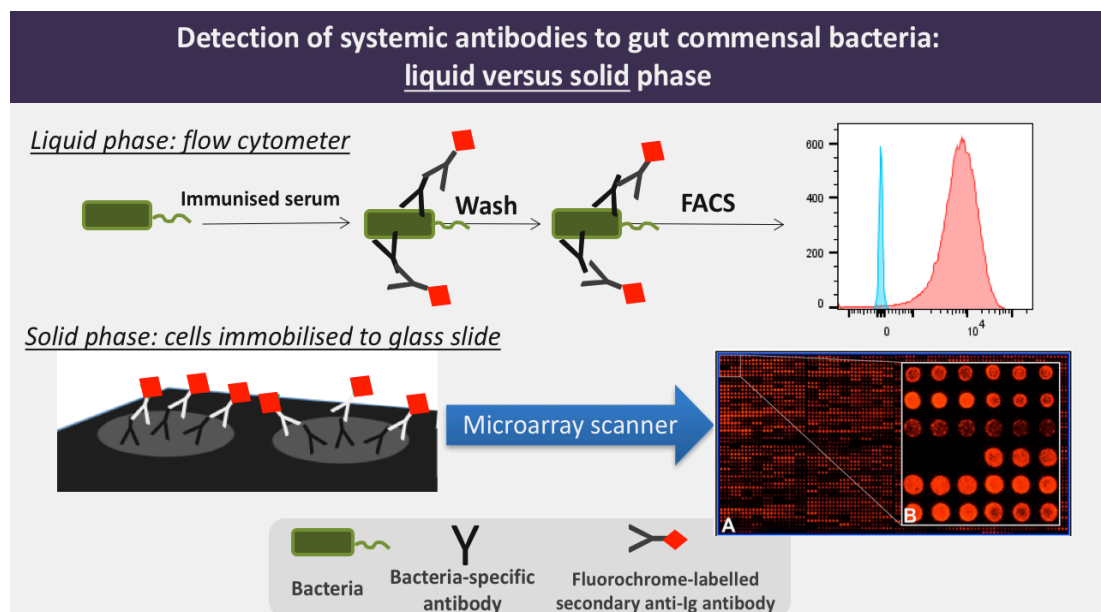 Detection of systemic antibodies to gut commensal bacteria:
liquid versus solid phase
Liquid phase: flow cytometer
Immunised serum
Wash
FACS
600
400
200
0
0
10⁴
Solid phase: cells immobilised to glass slide
Microarray scanner
A
B
Bacteria
Bacteria-specific
antibody
Fluorochrome-labelled
secondary anti-Ig antibody